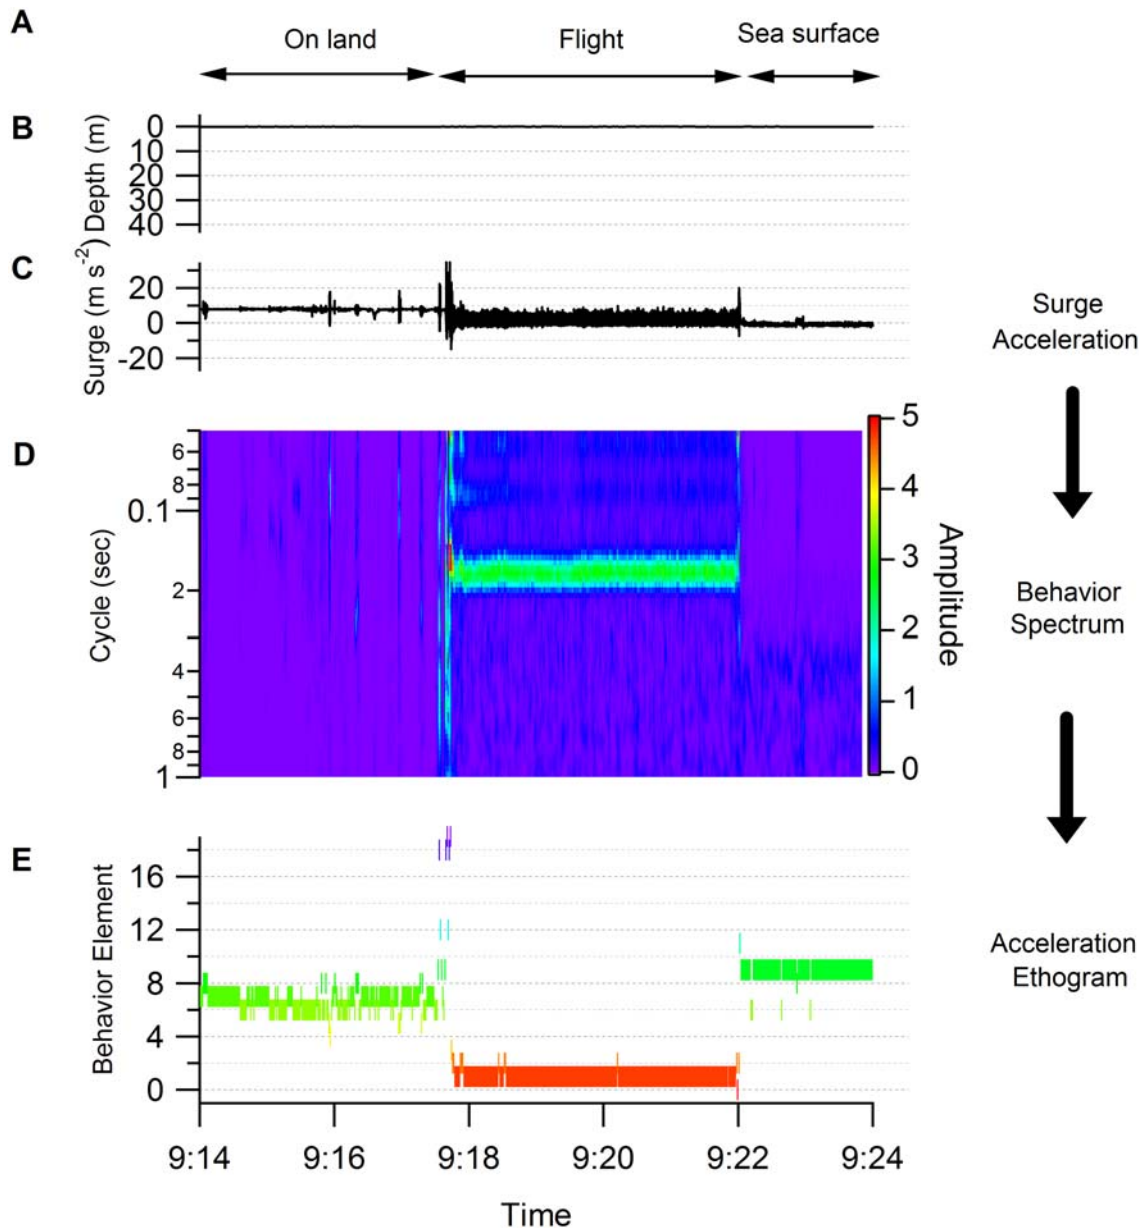 A
On land
Flight
Sea surface
B
Depth (m)
0
10
20
30
40
C
Surge (m s-2)
20
0
-20
Surge
Acceleration
D
Cycle (sec)
6
8
0.1
2
4
6
8
1
5
4
3
2
1
0
Amplitude
Behavior
Spectrum
E
Behavior Element
16
12
8
4
0
Acceleration
Ethogram
9:14 9:16 9:18 9:20 9:22 9:24
Time